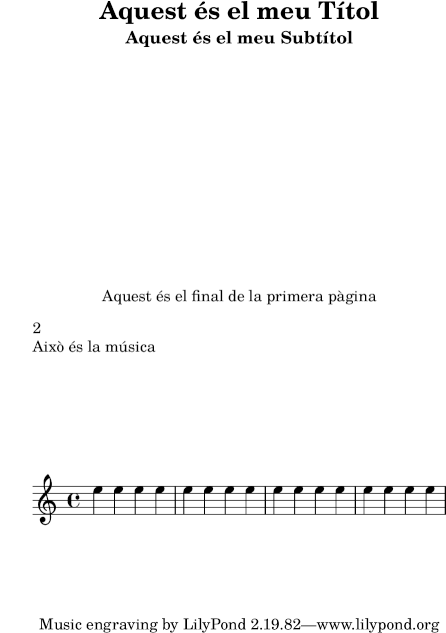 Aquest és el meu Títol
Aquest és el meu Subtítol
Aquest és el final de la primera pàgina
2
Això és la música
Music engraving by LilyPond 2.19.82—www.lilypond.org